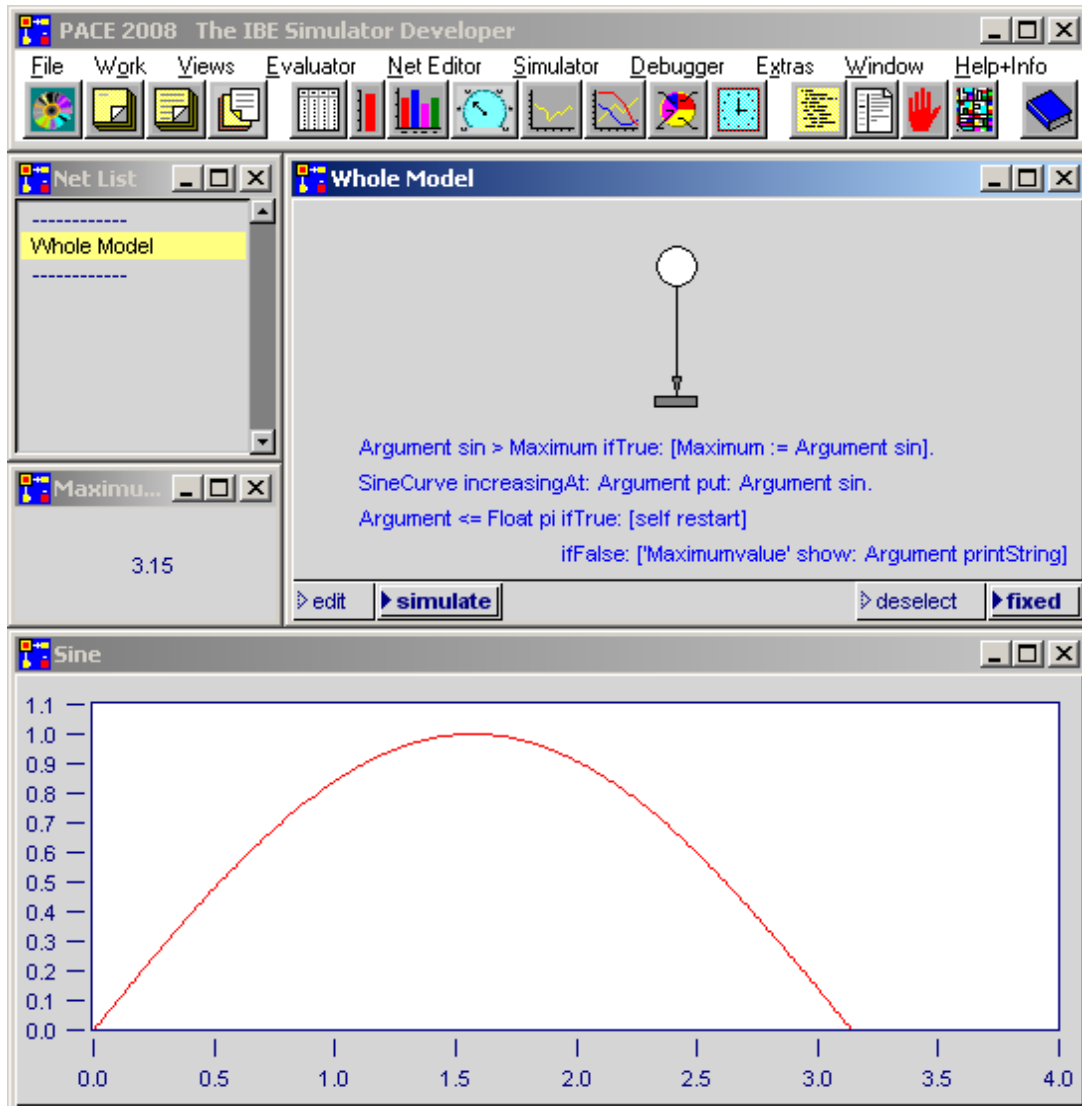 PACE 2008 The IBE Simulator Developer
File Work Views Evaluator Net Editor Simulator Debugger Extras Window Help+Info
Net List
------------
Whole Model
------------
Maximu...
3.15
Whole Model
Argument sin > Maximum ifTrue: [Maximum := Argument sin].
SineCurve increasingAt: Argument put: Argument sin.
Argument <= Float pi ifTrue: [self restart]
ifFalse: ['Maximumvalue' show: Argument printString]
edit simulate deselect fixed
Sine
1.1
1.0
0.9
0.8
0.7
0.6
0.5
0.4
0.3
0.2
0.1
0.0
0.0 0.5 1.0 1.5 2.0 2.5 3.0 3.5 4.0